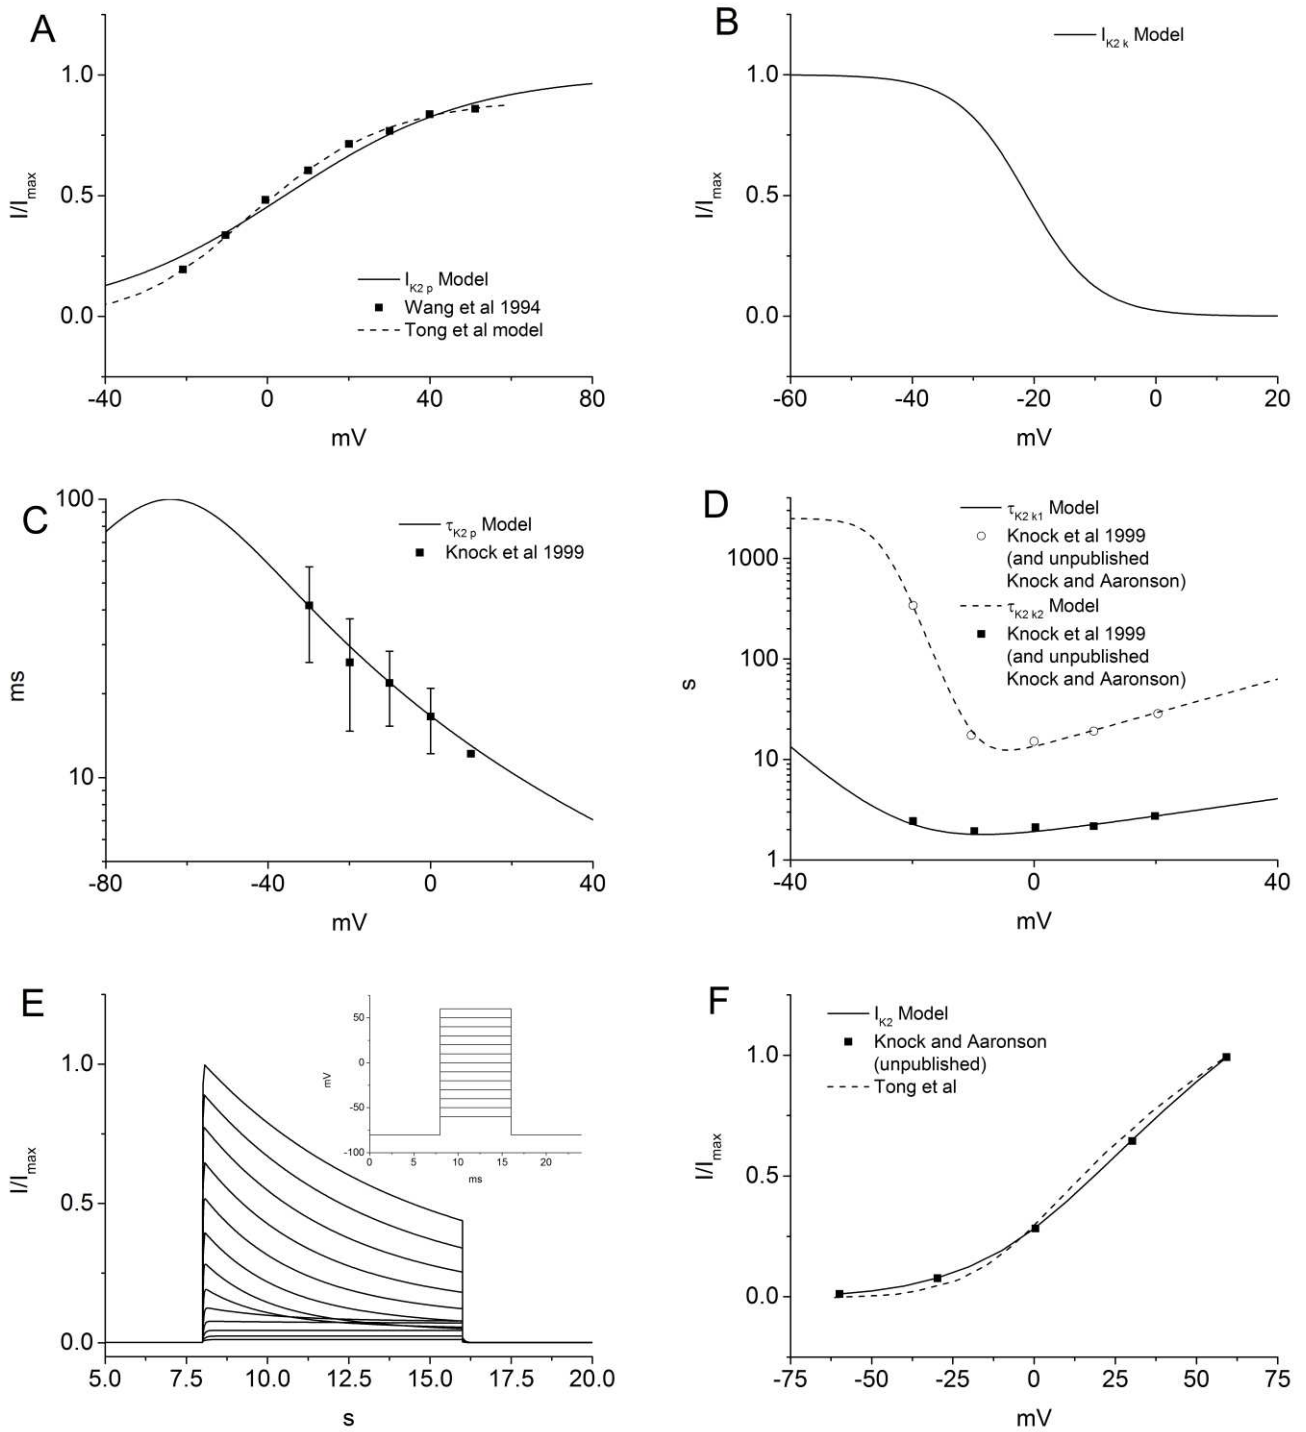 A
1.0
0.5
0.0
I/Imax
IK2 p Model
Wang et al 1994
Tong et al model
-40 0 40 80
mV
B
IK2 k Model
1.0
0.5
0.0
I/Imax
-60 -40 -20 0 20
mV
C
100
10
ms
τK2 p Model
Knock et al 1999
-80 -40 0 40
mV
D
τK2 k1 Model
Knock et al 1999
(and unpublished
Knock and Aaronson)
τK2 k2 Model
Knock et al 1999
(and unpublished
Knock and Aaronson)
1000
100
10
1
s
-40 0 40
mV
E
1.0
0.5
0.0
I/Imax
50
0
-50
-100
mV
0 5 10 15 20
ms
5.0 7.5 10.0 12.5 15.0 17.5 20.0
s
F
IK2 Model
Knock and Aaronson
(unpublished)
Tong et al
1.0
0.5
0.0
I/Imax
-75 -50 -25 0 25 50 75
mV